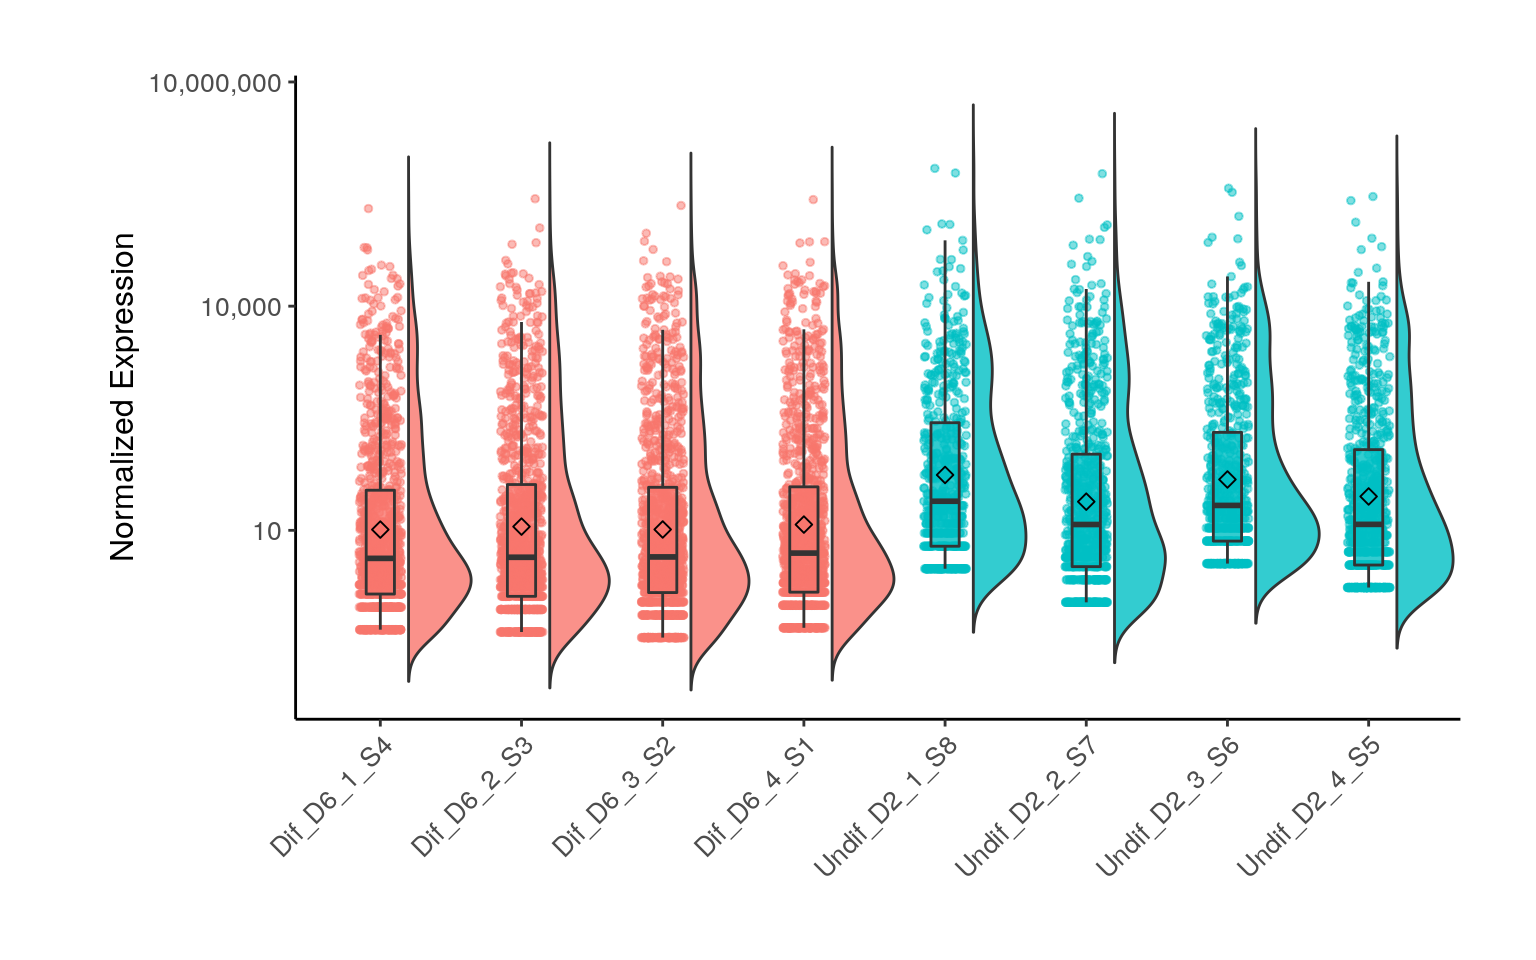 10,000,000
10,000
10
Normalized Expression
Dif_D6_1_S4
Dif_D6_2_S3
Dif_D6_3_S2
Dif_D6_4_S1
Undif_D2_1_S8
Undif_D2_2_S7
Undif_D2_3_S6
Undif_D2_4_S5